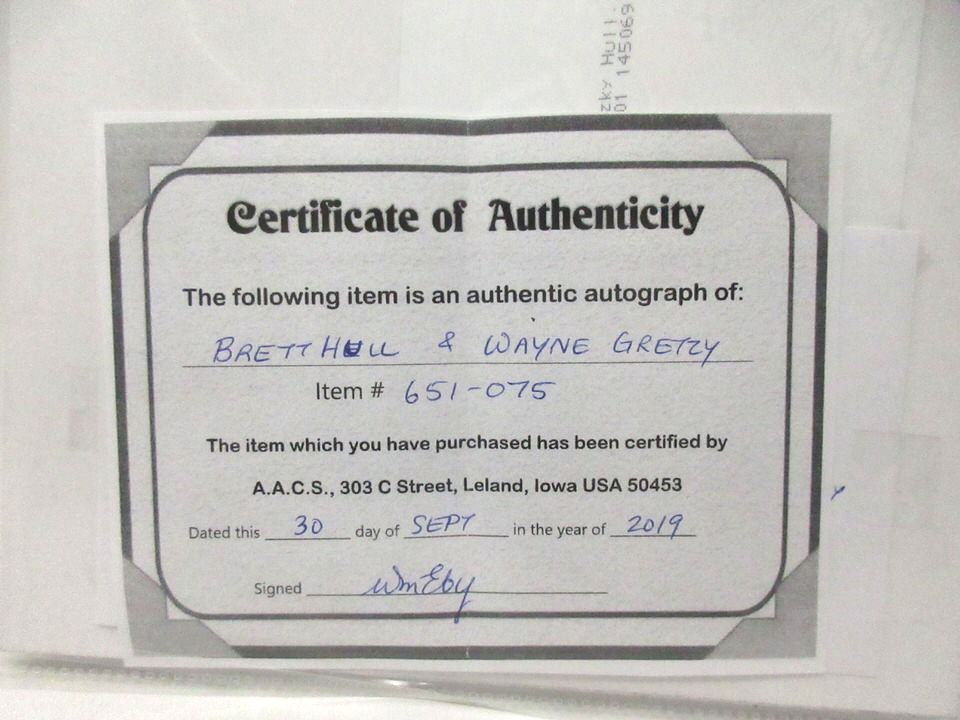 zky Hull.
01 145069
Certificate of Authenticity
The following item is an authentic autograph of:
BRETT HULL & WAYNE GRETZY
Item # 651-075
The item which you have purchased has been certified by
A.A.C.S., 303 C Street, Leland, Iowa USA 50453
Dated this 30 day of SEPT in the year of 2019
Signed Wm Eby